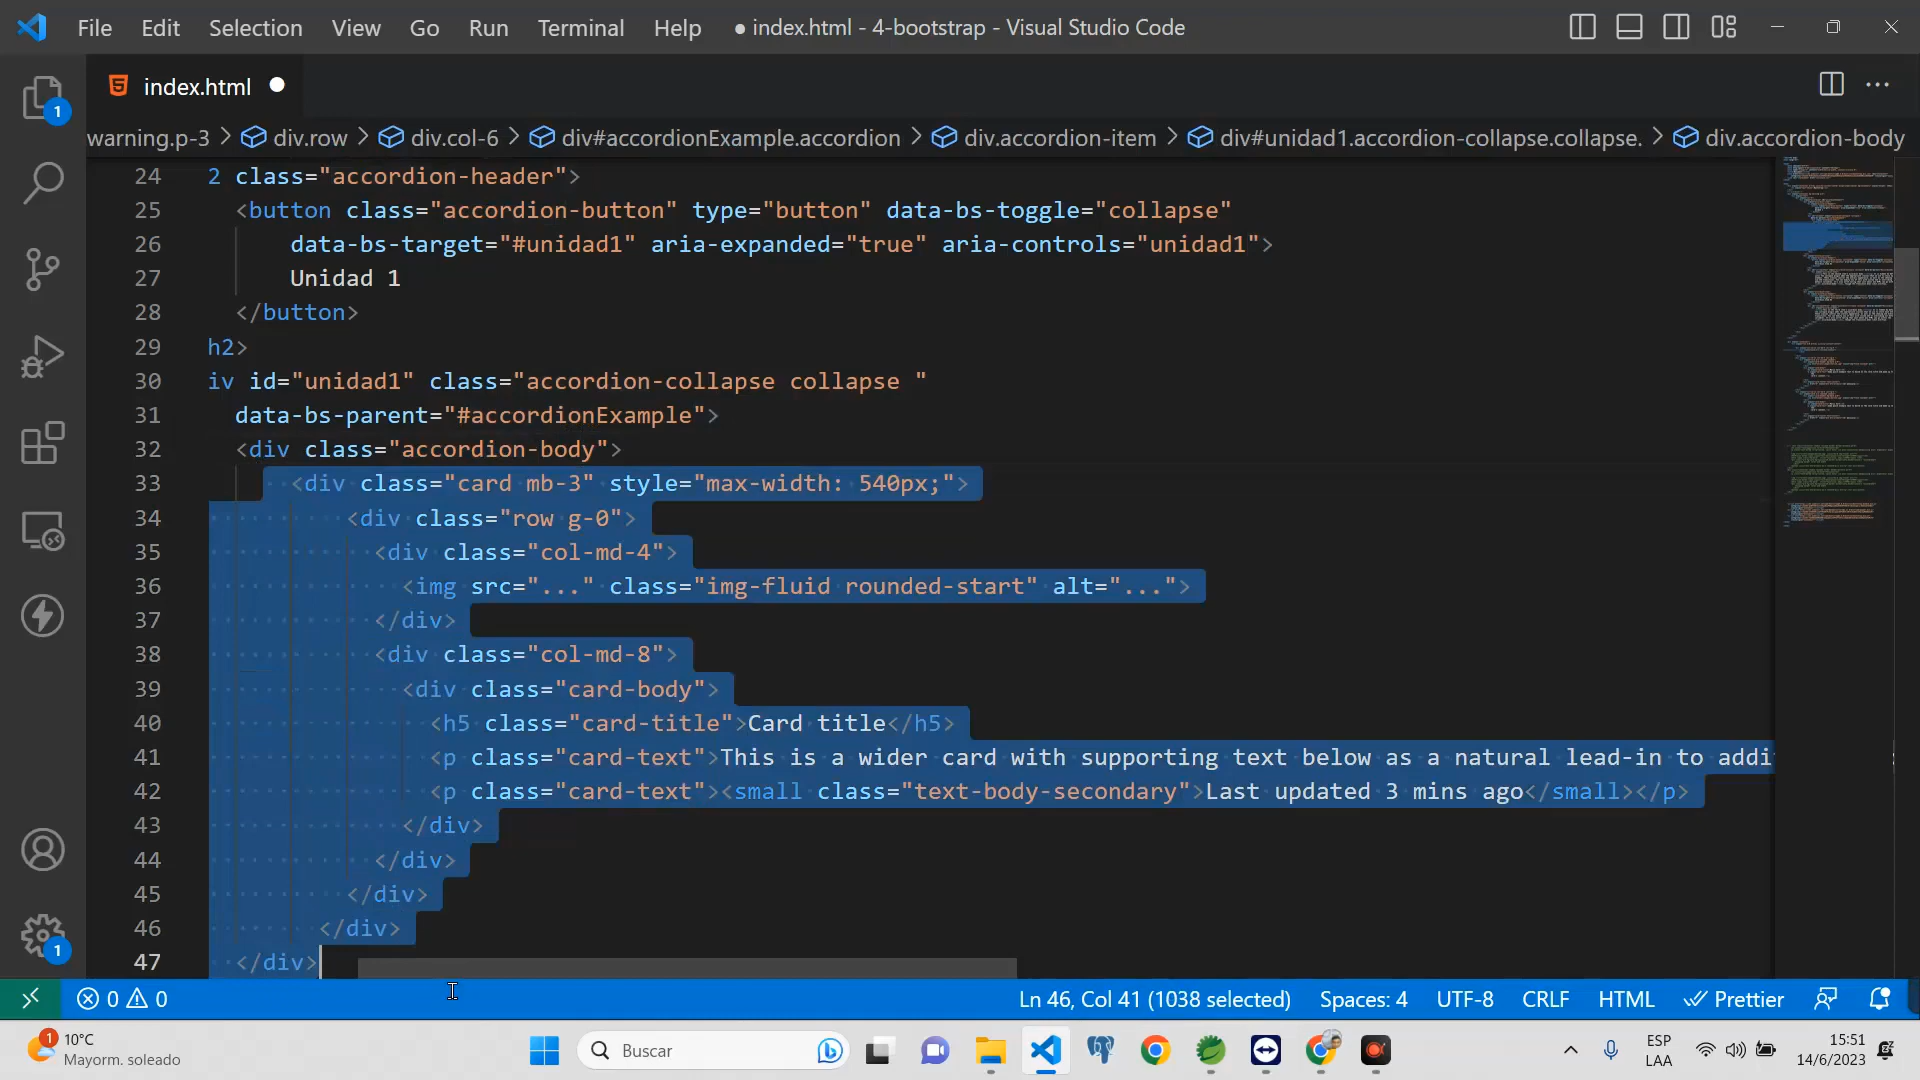 File Edit Selection View Go Run Terminal Help ● index.html - 4-bootstrap - Visual Studio Code
index.html
1
warning.p-3 > div.row > div.col-6 > div#accordionExample.accordion > div.accordion-item > div#unidad1.accordion-collapse.collapse. > div.accordion-body
24 2 class="accordion-header">
25 <button class="accordion-button" type="button" data-bs-toggle="collapse"
26 data-bs-target="#unidad1" aria-expanded="true" aria-controls="unidad1">
27 Unidad 1
28 </button>
29 h2>
30 iv id="unidad1" class="accordion-collapse collapse "
31 data-bs-parent="#accordionExample">
32 <div class="accordion-body">
33 <div class="card mb-3" style="max-width: 540px;">
34 <div class="row g-0">
35 <div class="col-md-4">
36 <img src="..." class="img-fluid rounded-start" alt="...">
37 </div>
38 <div class="col-md-8">
39 <div class="card-body">
40 <h5 class="card-title">Card title</h5>
41 <p class="card-text">This is a wider card with supporting text below as a natural lead-in to addi
42 <p class="card-text"><small class="text-body-secondary">Last updated 3 mins ago</small></p>
43 </div>
44 </div>
45 </div>
46 </div>
47 </div>
1
0 0 Ln 46, Col 41 (1038 selected) Spaces: 4 UTF-8 CRLF HTML Prettier
1 10°C
Mayorm. soleado
Buscar
ESP
LAA
15:51
14/6/2023